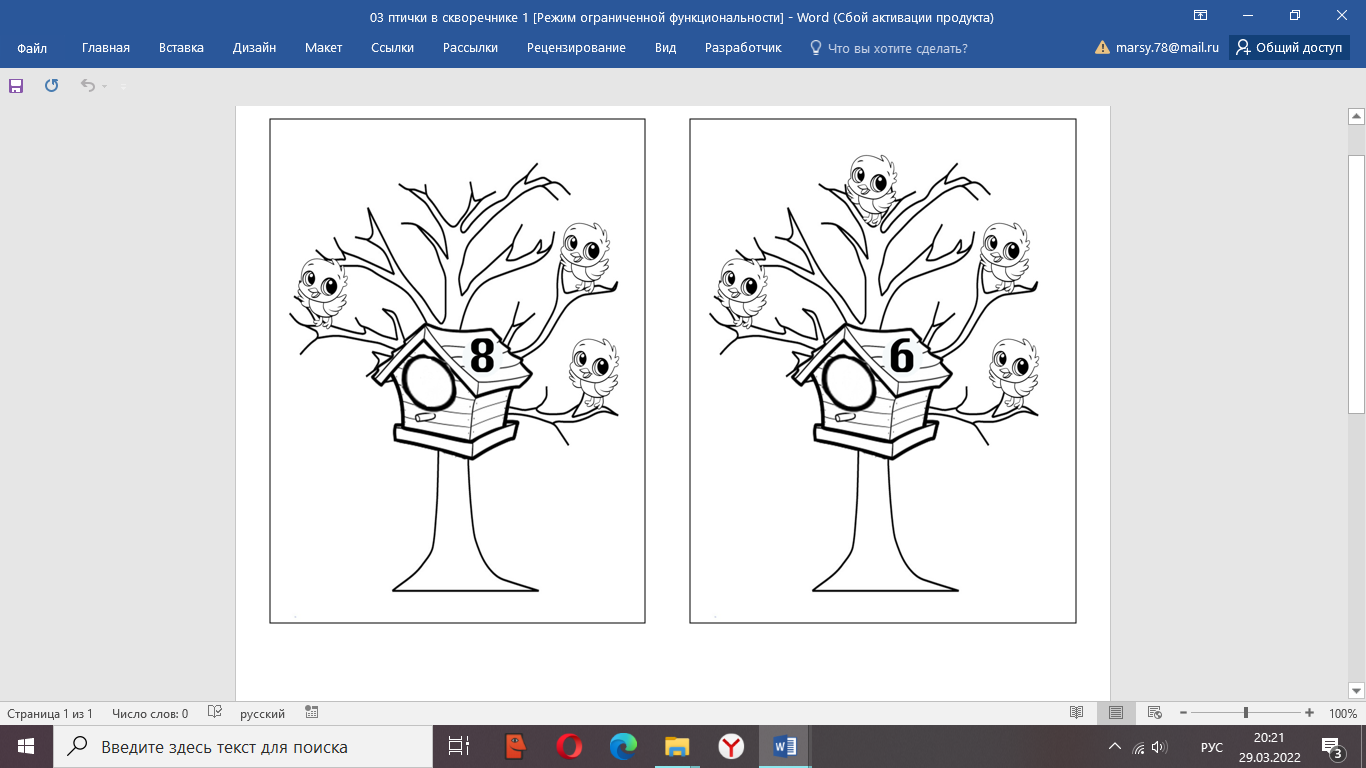 03 птички в скворечнике 1 [Режим ограниченной функциональности] - Word (Сбой активации продукта)
Файл Главная Вставка Дизайн Макет Ссылки Рассылки Рецензирование Вид Разработчик Что вы хотите сделать? marsy.78@mail.ru Общий доступ
8 6
Страница 1 из 1 Число слов: 0 русский 100%
Введите здесь текст для поиска РУС 20:21
29.03.2022 3